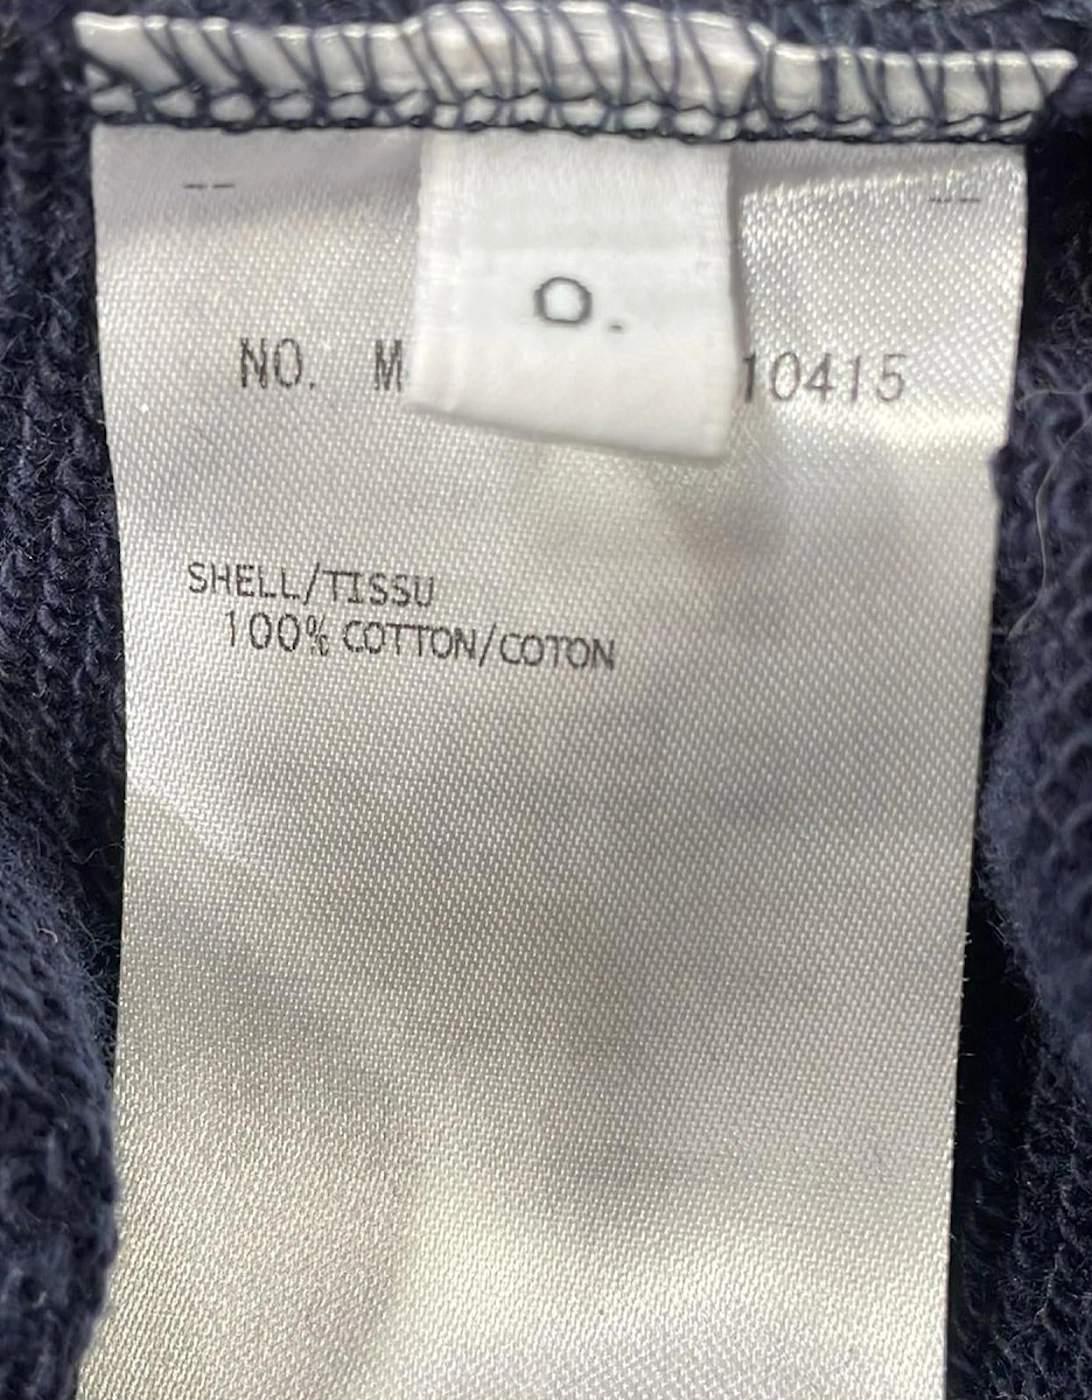 O.
NO. M 10415
SHELL/TISSU
100% COTTON/COTON